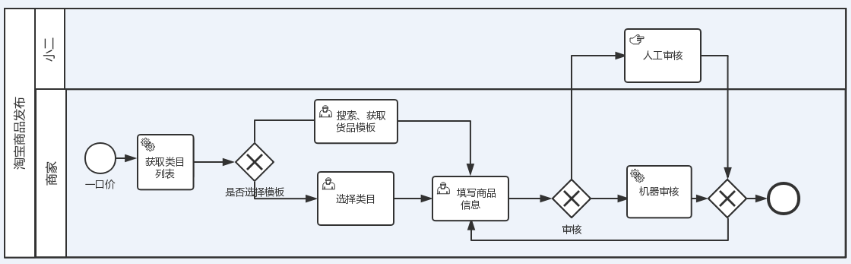 淘宝商品发布
小二
商家
人工审核
一口价
获取类目
列表
是否选择模板
搜索、获取
货品模板
选择类目
填写商品
信息
审核
机器审核